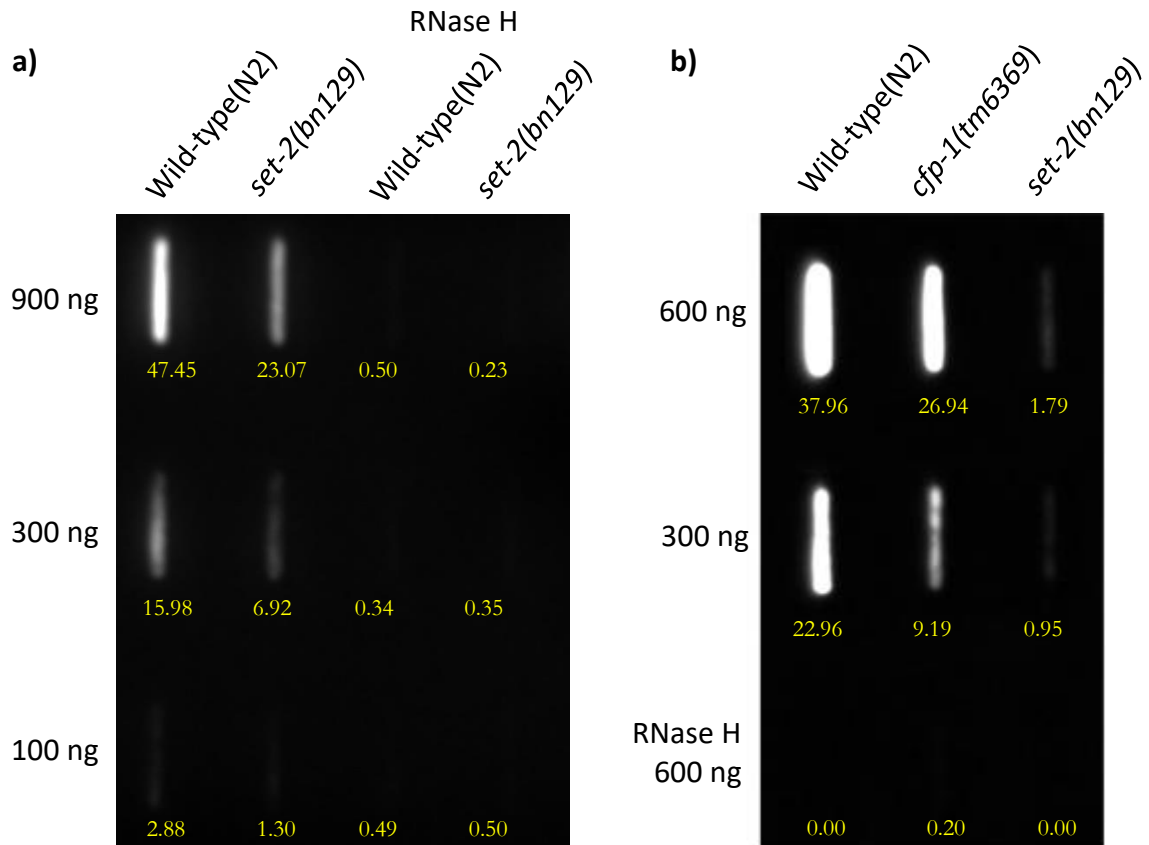 RNase H
a)
Wild-type(N2)
set-2(bn129)
Wild-type(N2)
set-2(bn129)
900 ng
47.45 23.07 0.50 0.23
300 ng
15.98 6.92 0.34 0.35
100 ng
2.88 1.30 0.49 0.50
b)
Wild-type(N2)
cfp-1(tm6369)
set-2(bn129)
600 ng
37.96 26.94 1.79
300 ng
22.96 9.19 0.95
RNase H
600 ng
0.00 0.20 0.00